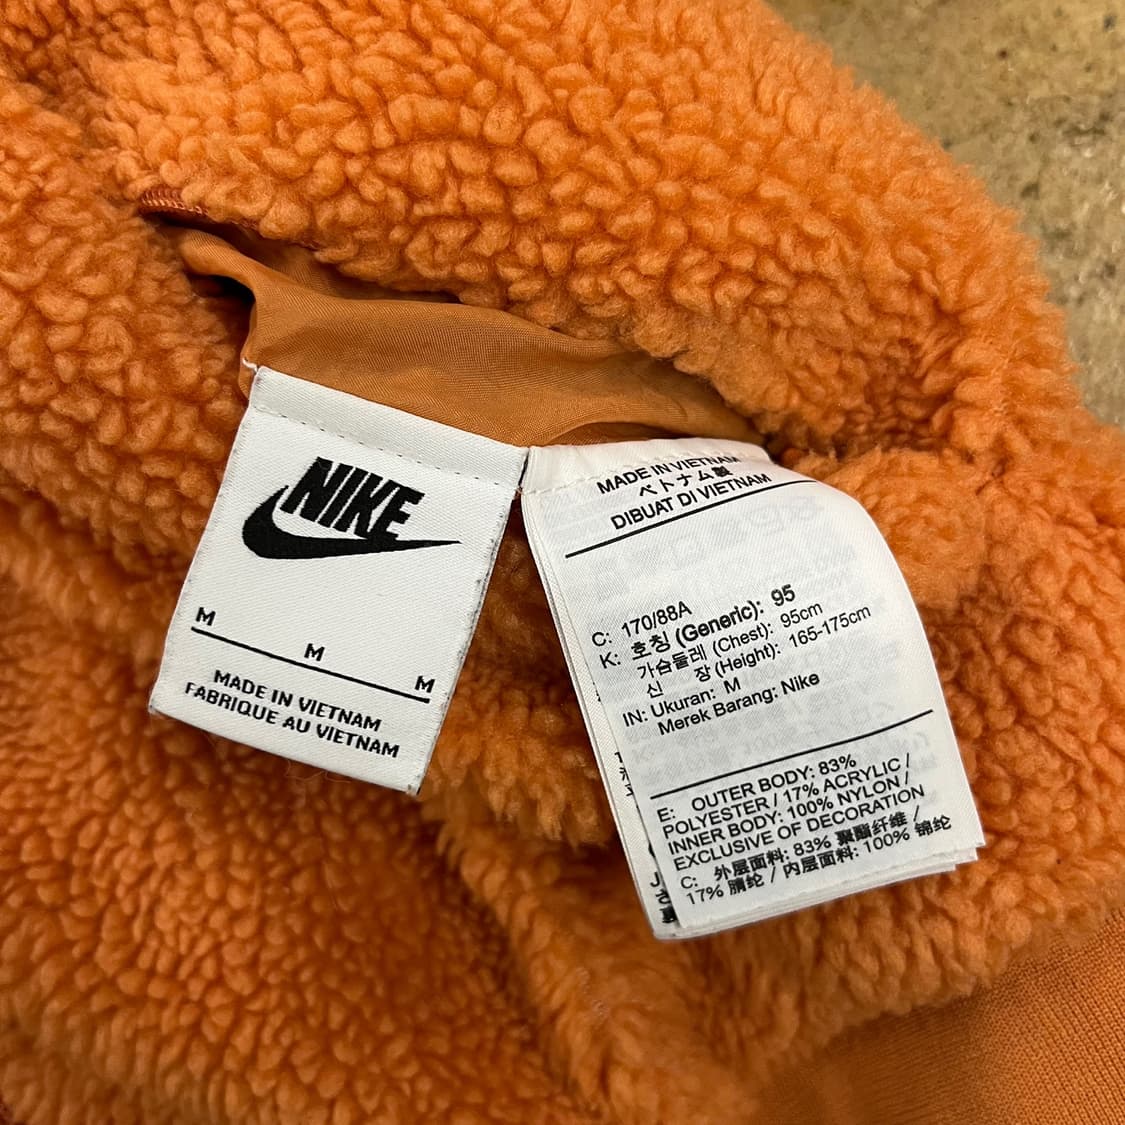 NIKE
M
M
M
MADE IN VIETNAM
FABRIQUE AU VIETNAM
MADE IN VIETNAM
ベトナム製
DIBUAT DI VIETNAM
C: 170/88A
K: 호칭 (Generic): 95
가슴둘레 (Chest): 95cm
신 장 (Height): 165-175cm
IN: Ukuran: M
Merek Barang: Nike
E: OUTER BODY: 83%
POLYESTER / 17% ACRYLIC /
INNER BODY: 100% NYLON /
EXCLUSIVE OF DECORATION
C: 外层面料: 83% 聚酯纤维 /
17% 腈纶 / 内层面料: 100% 锦纶